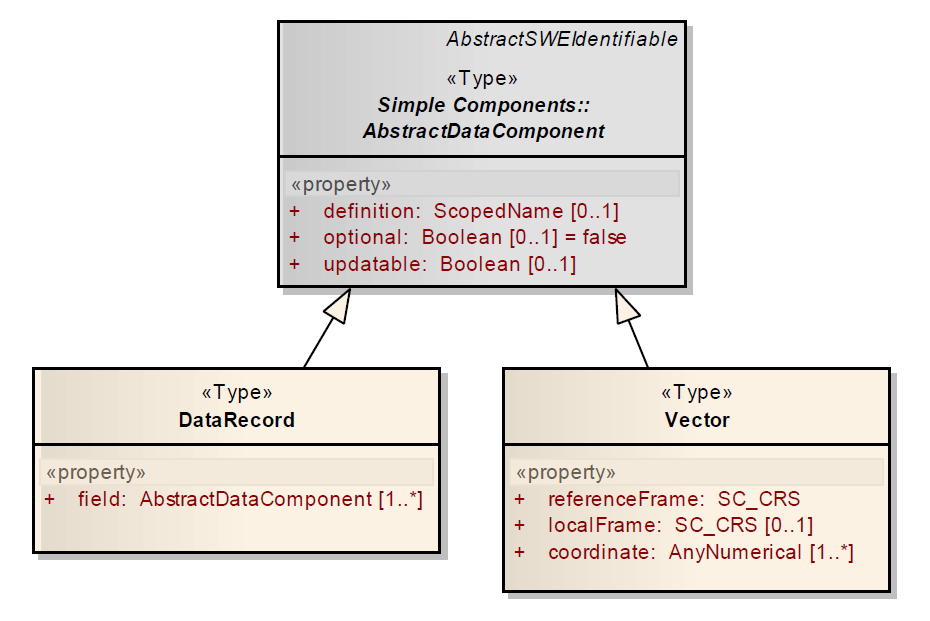 AbstractSWEIdentifiable
«Type»
Simple Components::
AbstractDataComponent
«property»
+ definition: ScopedName [0..1]
+ optional: Boolean [0..1] = false
+ updatable: Boolean [0..1]
«Type»
DataRecord
«property»
+ field: AbstractDataComponent [1..*]
«Type»
Vector
«property»
+ referenceFrame: SC_CRS
+ localFrame: SC_CRS [0..1]
+ coordinate: AnyNumerical [1..*]